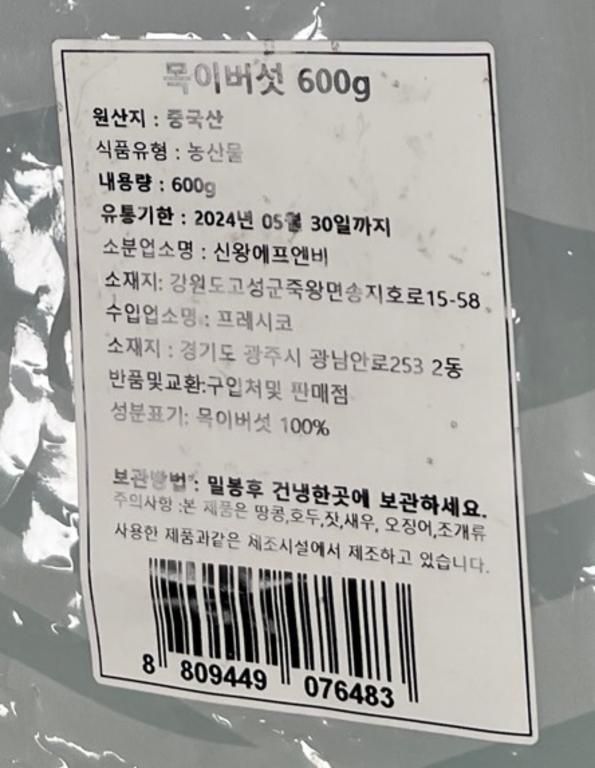 목이버섯 600g
원산지 : 중국산
식품유형 : 농산물
내용량 : 600g
유통기한 : 2024년 05월 30일까지
소분업소명 : 신왕에프엔비
소재지: 강원도고성군죽왕면송지호로15-58
수입업소명 : 프레시코
소재지 : 경기도 광주시 광남안로253 2동
반품및교환:구입처및 판매점
성분표기: 목이버섯 100%
보관방법 : 밀봉후 건냉한곳에 보관하세요.
주의사항 :본 제품은 땅콩,호두,잣,새우, 오징어,조개류
사용한 제품과같은 제조시설에서 제조하고 있습니다.
8 809449 076483